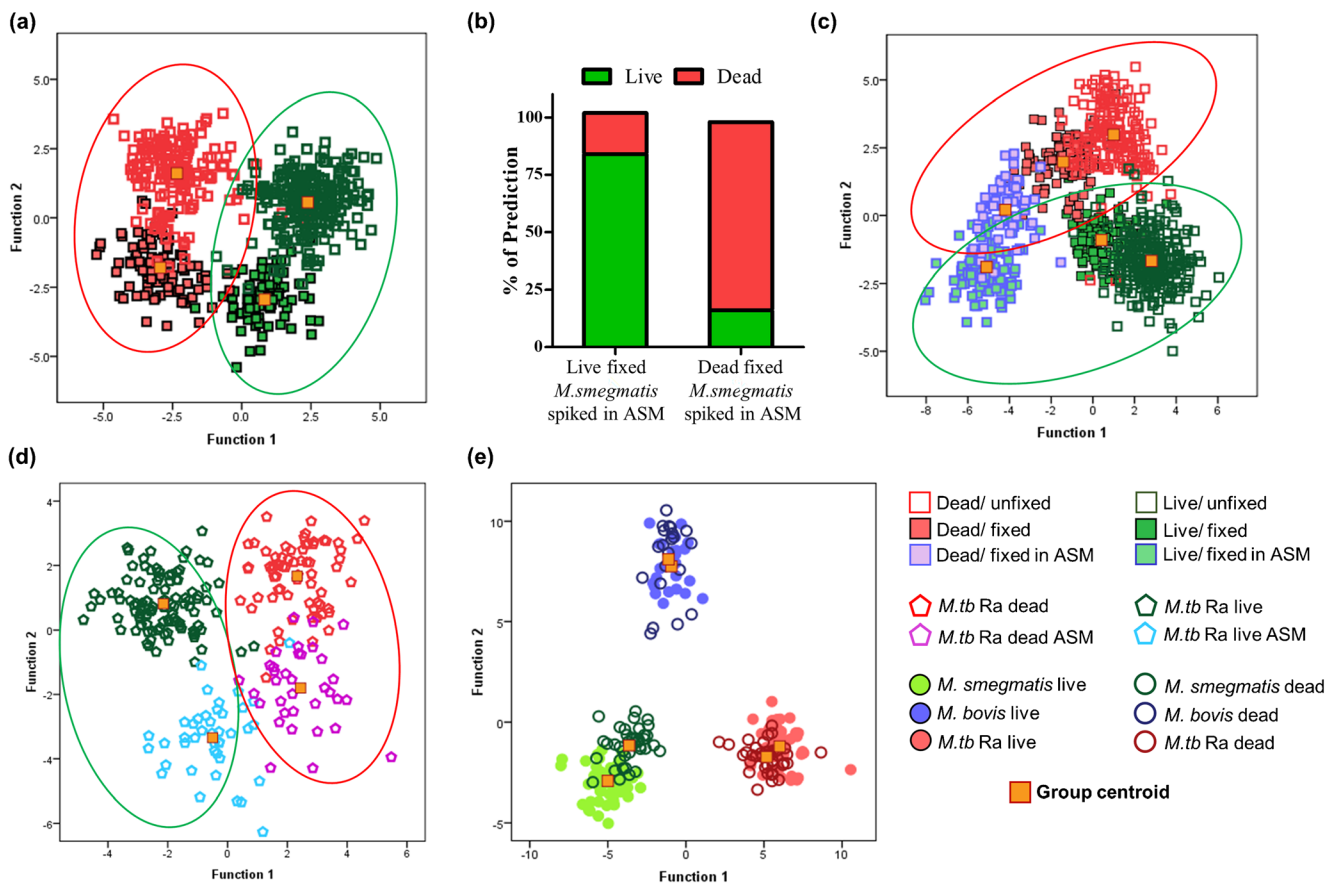 (a)
5.0
2.5
0.0
-2.5
-5.0
Function 2
-5.0 -2.5 0.0 2.5 5.0
Function 1
(b)
Live Dead
100
75
50
25
0
% of Prediction
Live fixed
M.smegmatis
spiked in ASM
Dead fixed
M.smegmatis
spiked in ASM
(c)
5.0
2.5
0.0
-2.5
-5.0
Function 2
-8 -6 -4 -2 0 2 4 6
Function 1
(d)
4
2
0
-2
-4
-6
Function 2
-4 -2 0 2 4 6
Function 1
(e)
10
5
0
-5
Function 2
-10 -5 0 5 10
Function 1
Dead/ unfixed
Dead/ fixed
Dead/ fixed in ASM
Live/ unfixed
Live/ fixed
Live/ fixed in ASM
M.tb Ra dead
M.tb Ra dead ASM
M.tb Ra live
M.tb Ra live ASM
M. smegmatis live
M. bovis live
M.tb Ra live
M. smegmatis dead
M. bovis dead
M.tb Ra dead
Group centroid